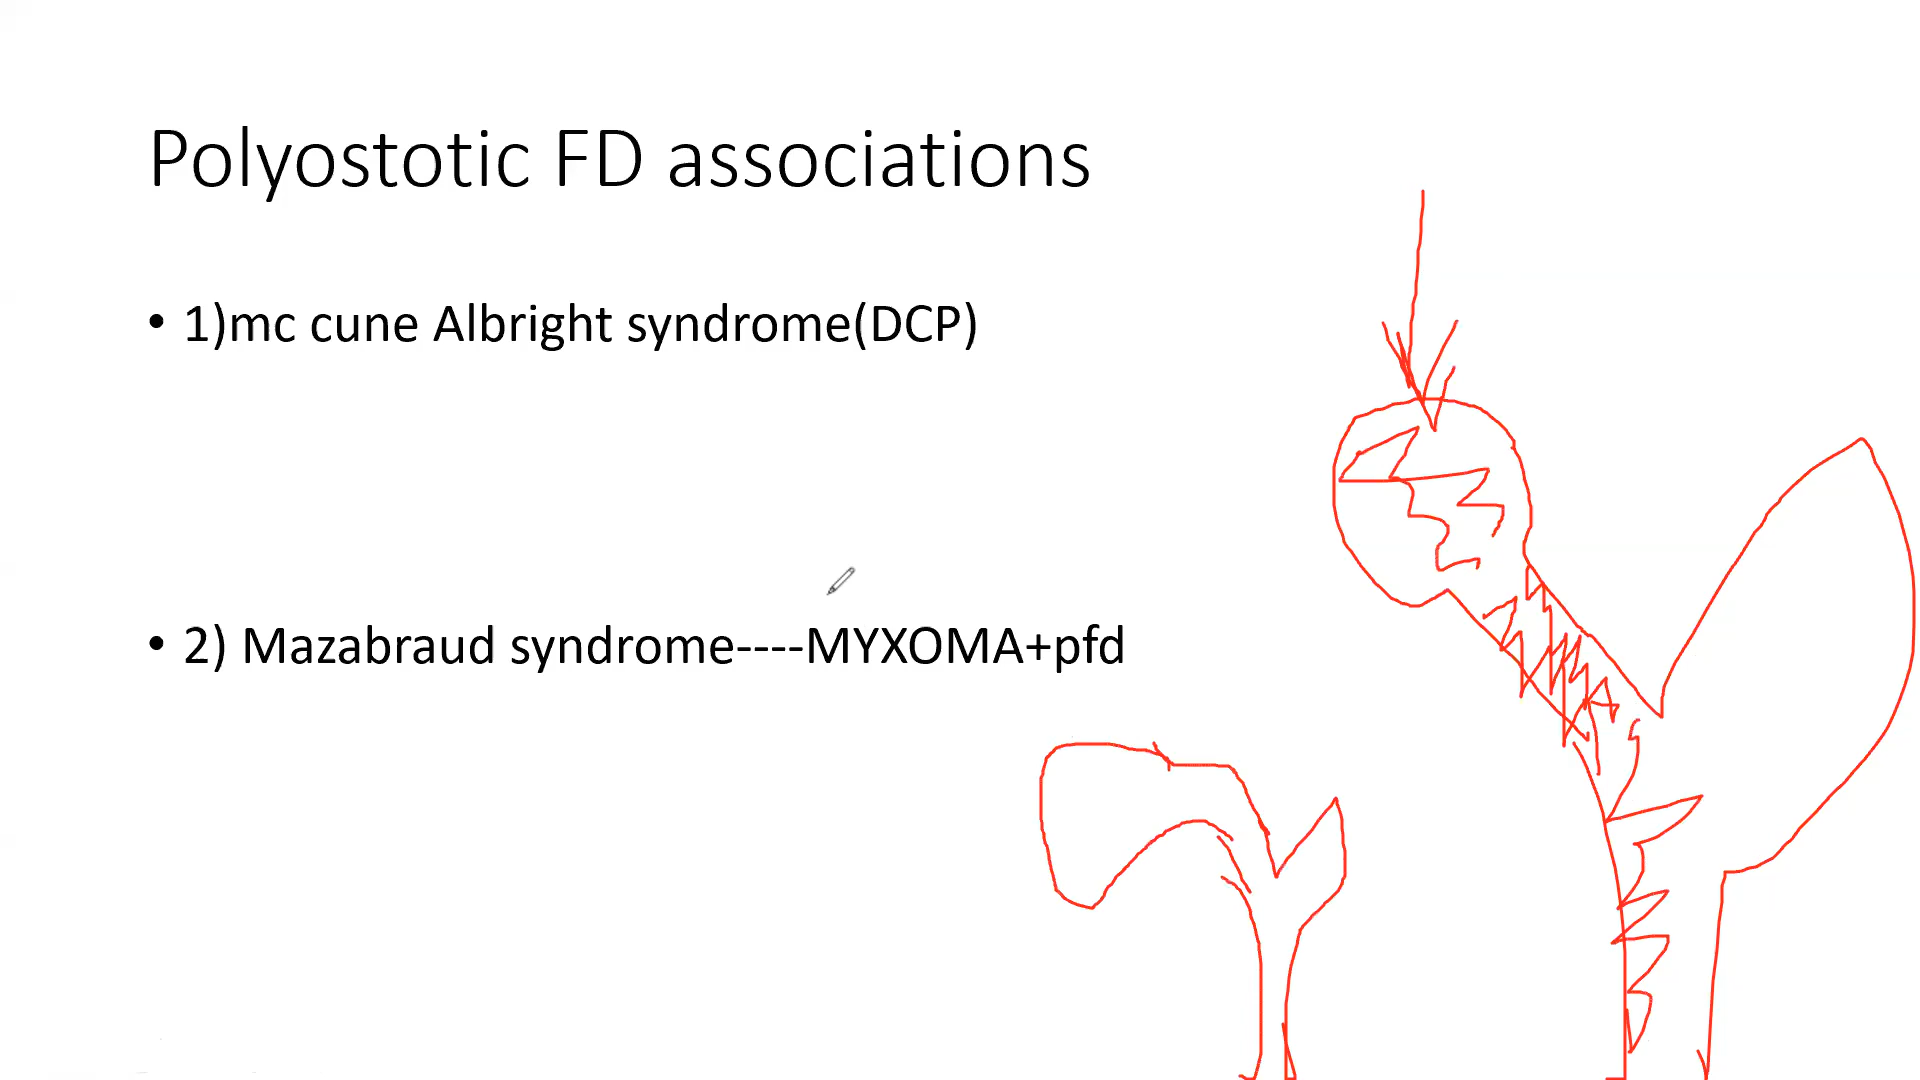 Polyostotic FD associations
• 1)mc cune Albright syndrome(DCP)
• 2) Mazabraud syndrome----MYXOMA+pfd